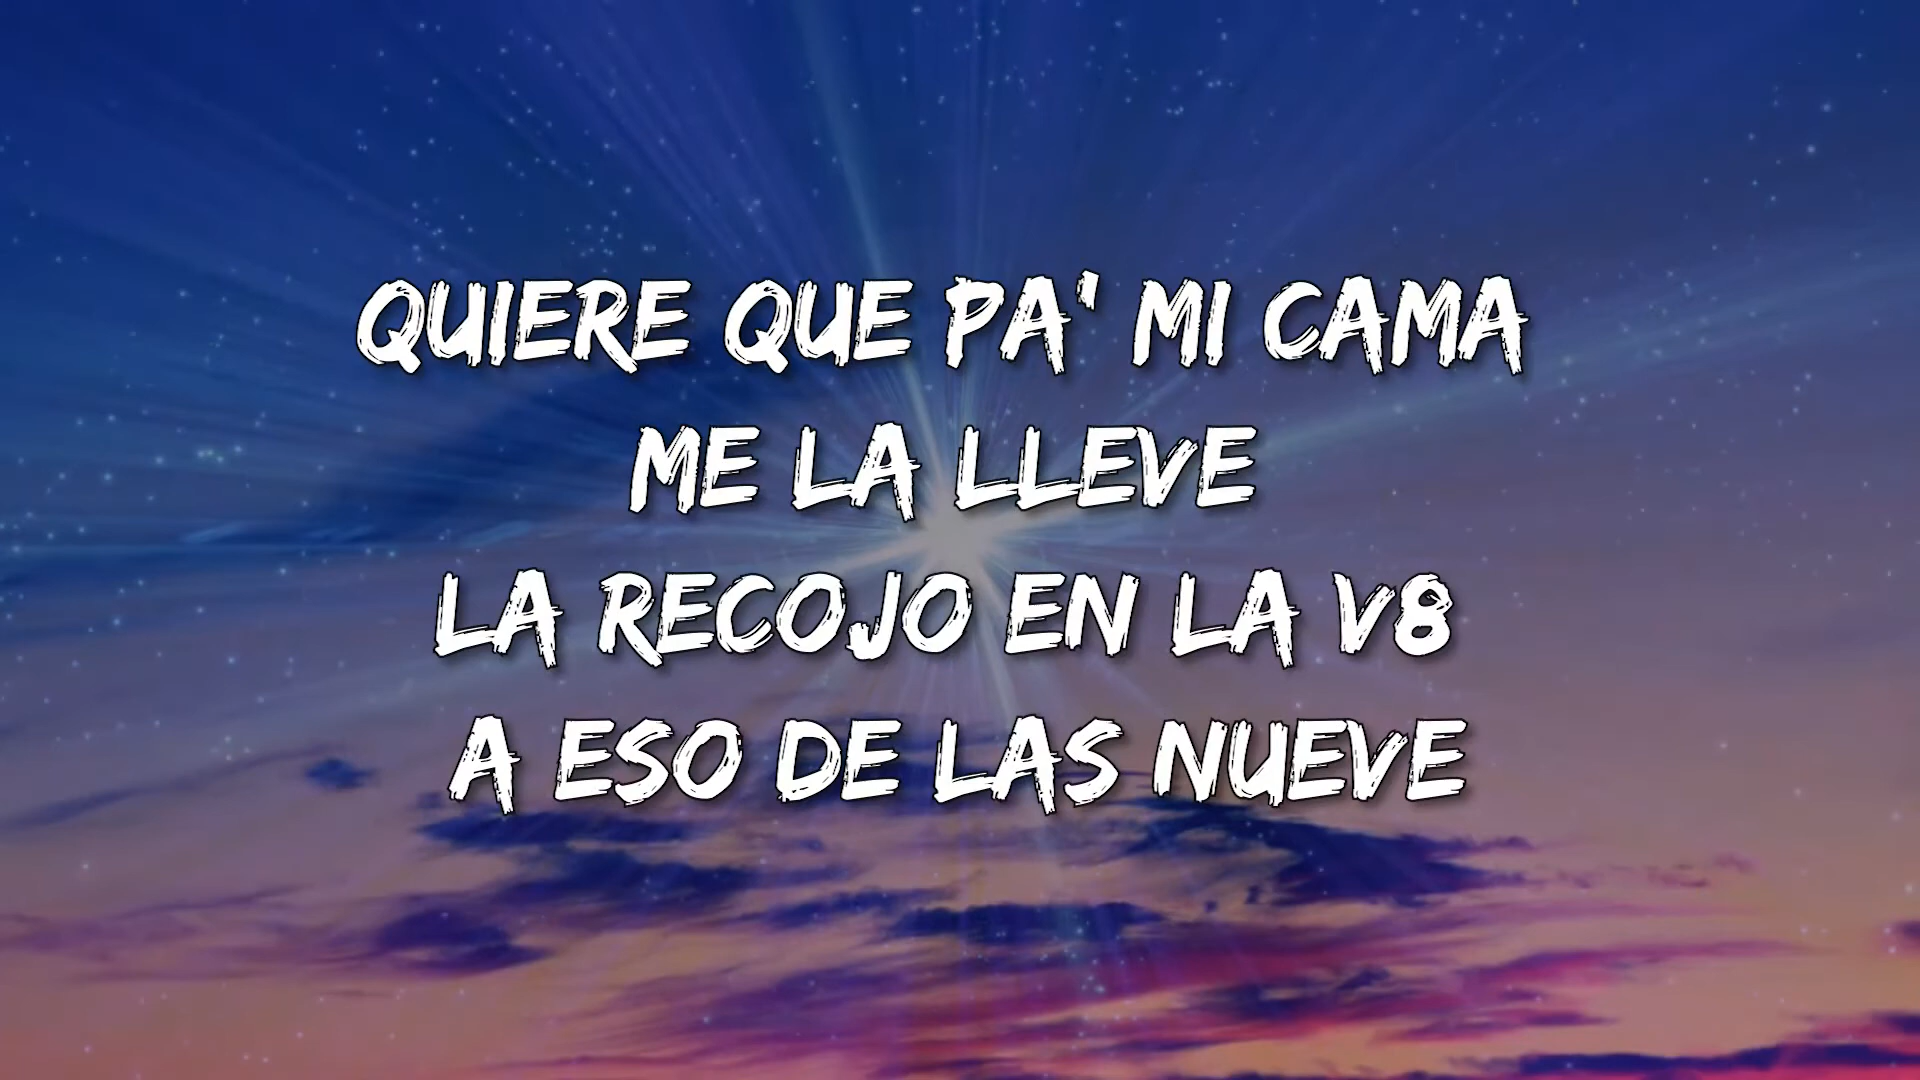 QUIERE QUE PA' MI CAMA
ME LA LLEVE
LA RECOJO EN LA V8
A ESO DE LAS NUEVE